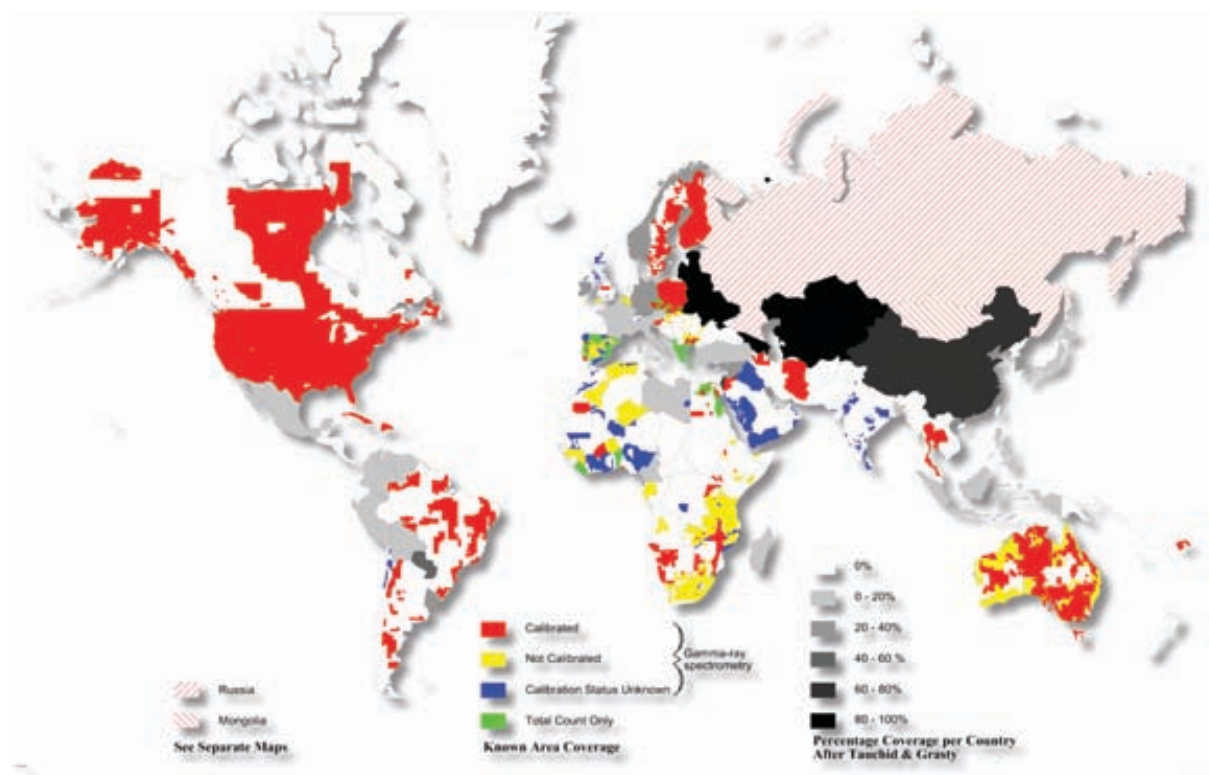 Russia
Mongolia
See Separate Maps
Calibrated
Not Calibrated
Calibration Status Unknown
Total Count Only
Gamma-ray
spectrometry
Known Area Coverage
0%
0 - 20%
20 - 40%
40 - 60 %
60 - 80%
80 - 100%
Percentage Coverage per Country
After Tauchid & Grasty